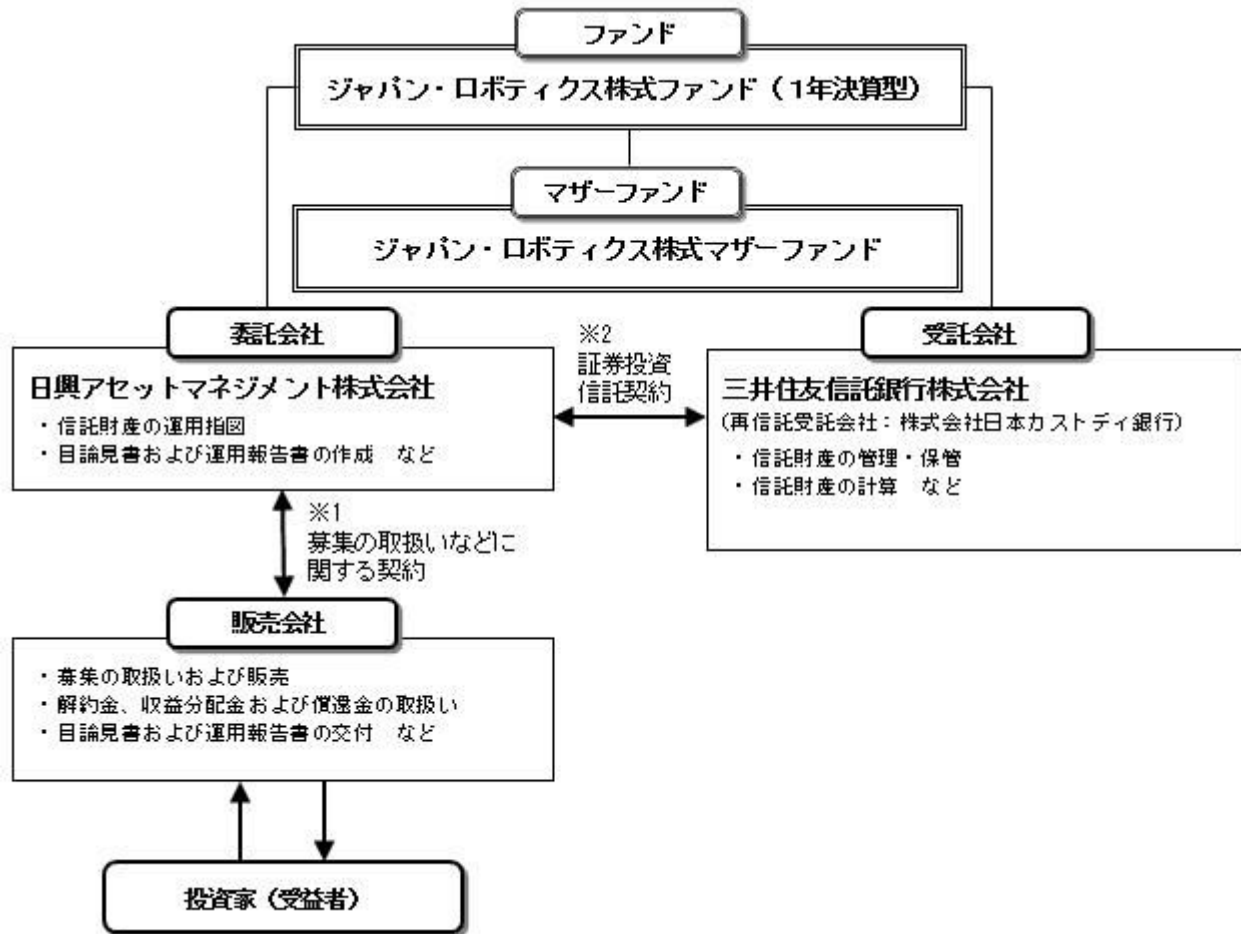 ファンド
ジャパン・ロボティクス株式ファンド（1年決算型）
マザーファンド
ジャパン・ロボティクス株式マザーファンド
委託会社
日興アセットマネジメント株式会社
・信託財産の運用指図
・目論見書および運用報告書の作成　など
※2
証券投資
信託契約
受託会社
三井住友信託銀行株式会社
(再信託受託会社：株式会社日本カストディ銀行)
・信託財産の管理・保管
・信託財産の計算　など
※1
募集の取扱いなどに
関する契約
販売会社
・募集の取扱いおよび販売
・解約金、収益分配金および償還金の取扱い
・目論見書および運用報告書の交付　など
投資家（受益者）